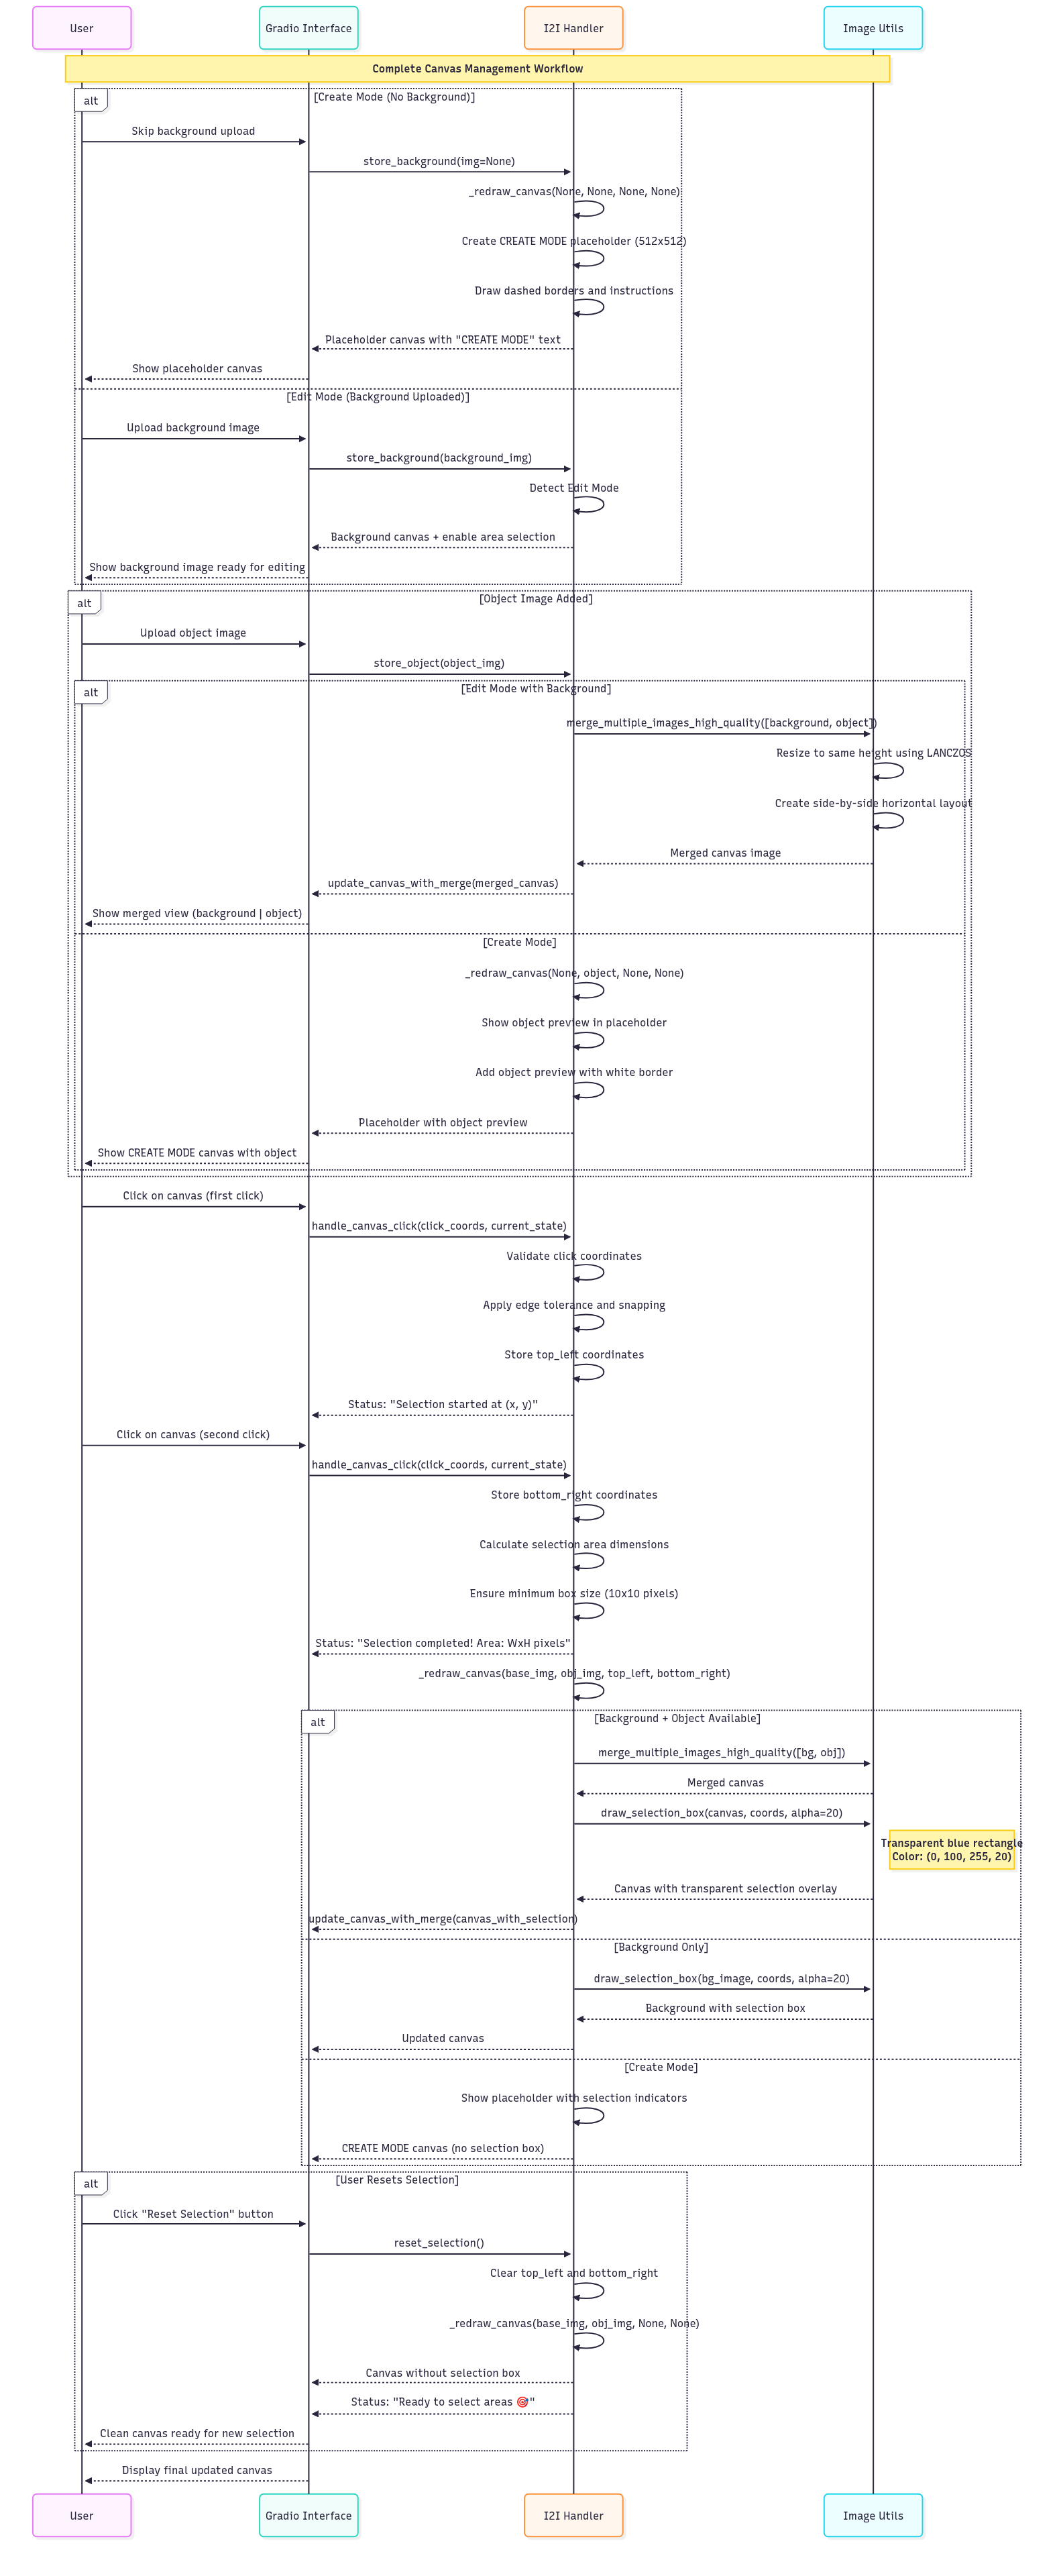 User
Gradio Interface
I2I Handler
Image Utils
Complete Canvas Management Workflow
alt
[Create Mode (No Background)]
Skip background upload
store_background(img=None)
_redraw_canvas(None, None, None, None)
Create CREATE MODE placeholder (512x512)
Draw dashed borders and instructions
Placeholder canvas with "CREATE MODE" text
Show placeholder canvas
[Edit Mode (Background Uploaded)]
Upload background image
store_background(background_img)
Detect Edit Mode
Background canvas + enable area selection
Show background image ready for editing
alt
[Object Image Added]
Upload object image
store_object(object_img)
alt
[Edit Mode with Background]
merge_multiple_images_high_quality([background, object])
Resize to same height using LANCZOS
Create side-by-side horizontal layout
Merged canvas image
update_canvas_with_merge(merged_canvas)
Show merged view (background | object)
[Create Mode]
_redraw_canvas(None, object, None, None)
Show object preview in placeholder
Add object preview with white border
Placeholder with object preview
Show CREATE MODE canvas with object
Click on canvas (first click)
handle_canvas_click(click_coords, current_state)
Validate click coordinates
Apply edge tolerance and snapping
Store top_left coordinates
Status: "Selection started at (x, y)"
Click on canvas (second click)
handle_canvas_click(click_coords, current_state)
Store bottom_right coordinates
Calculate selection area dimensions
Ensure minimum box size (10x10 pixels)
Status: "Selection completed! Area: WxH pixels"
_redraw_canvas(base_img, obj_img, top_left, bottom_right)
alt
[Background + Object Available]
merge_multiple_images_high_quality([bg, obj])
Merged canvas
draw_selection_box(canvas, coords, alpha=20)
Transparent blue rectangle
Color: (0, 100, 255, 20)
Canvas with transparent selection overlay
update_canvas_with_merge(canvas_with_selection)
[Background Only]
draw_selection_box(bg_image, coords, alpha=20)
Background with selection box
Updated canvas
[Create Mode]
Show placeholder with selection indicators
CREATE MODE canvas (no selection box)
alt
[User Resets Selection]
Click "Reset Selection" button
reset_selection()
Clear top_left and bottom_right
_redraw_canvas(base_img, obj_img, None, None)
Canvas without selection box
Status: "Ready to select areas 🎯"
Clean canvas ready for new selection
Display final updated canvas
User
Gradio Interface
I2I Handler
Image Utils